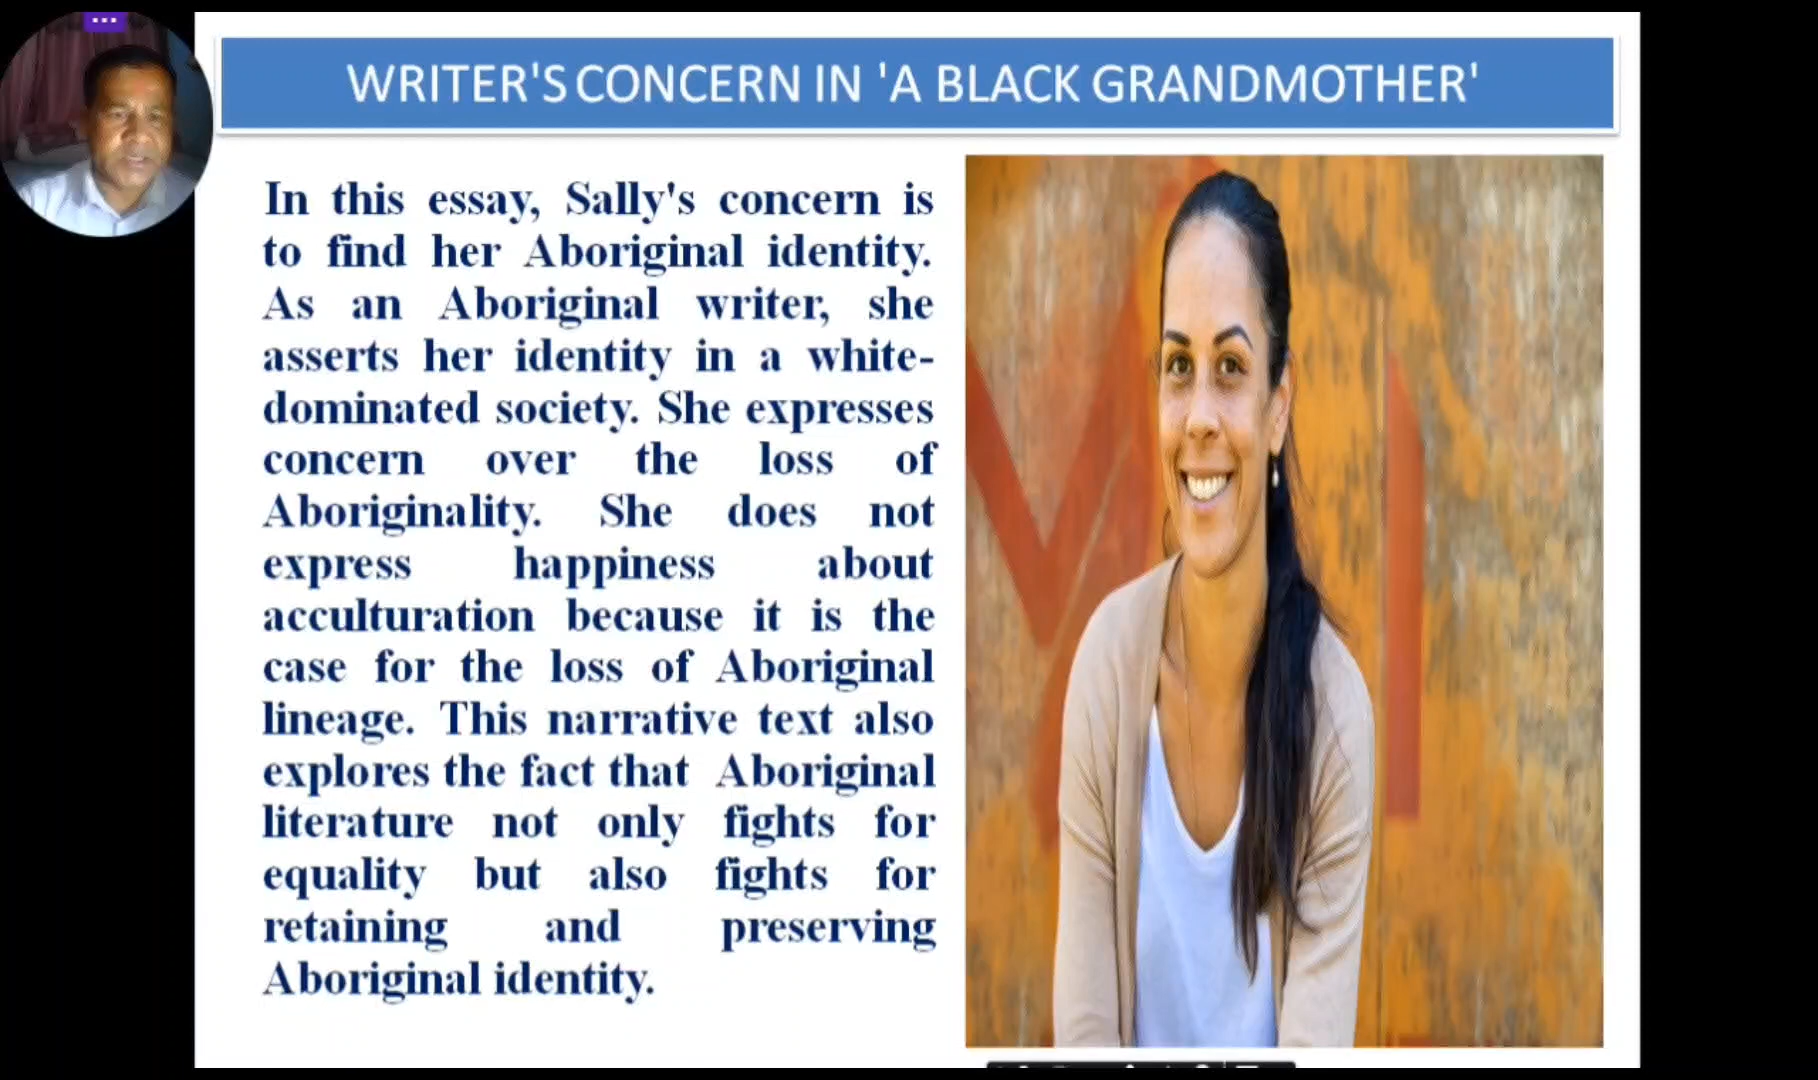 WRITER'S CONCERN IN 'A BLACK GRANDMOTHER'
In this essay, Sally's concern is
to find her Aboriginal identity.
As an Aboriginal writer, she
asserts her identity in a white-
dominated society. She expresses
concern over the loss of
Aboriginality. She does not
express happiness about
acculturation because it is the
case for the loss of Aboriginal
lineage. This narrative text also
explores the fact that Aboriginal
literature not only fights for
equality but also fights for
retaining and preserving
Aboriginal identity.